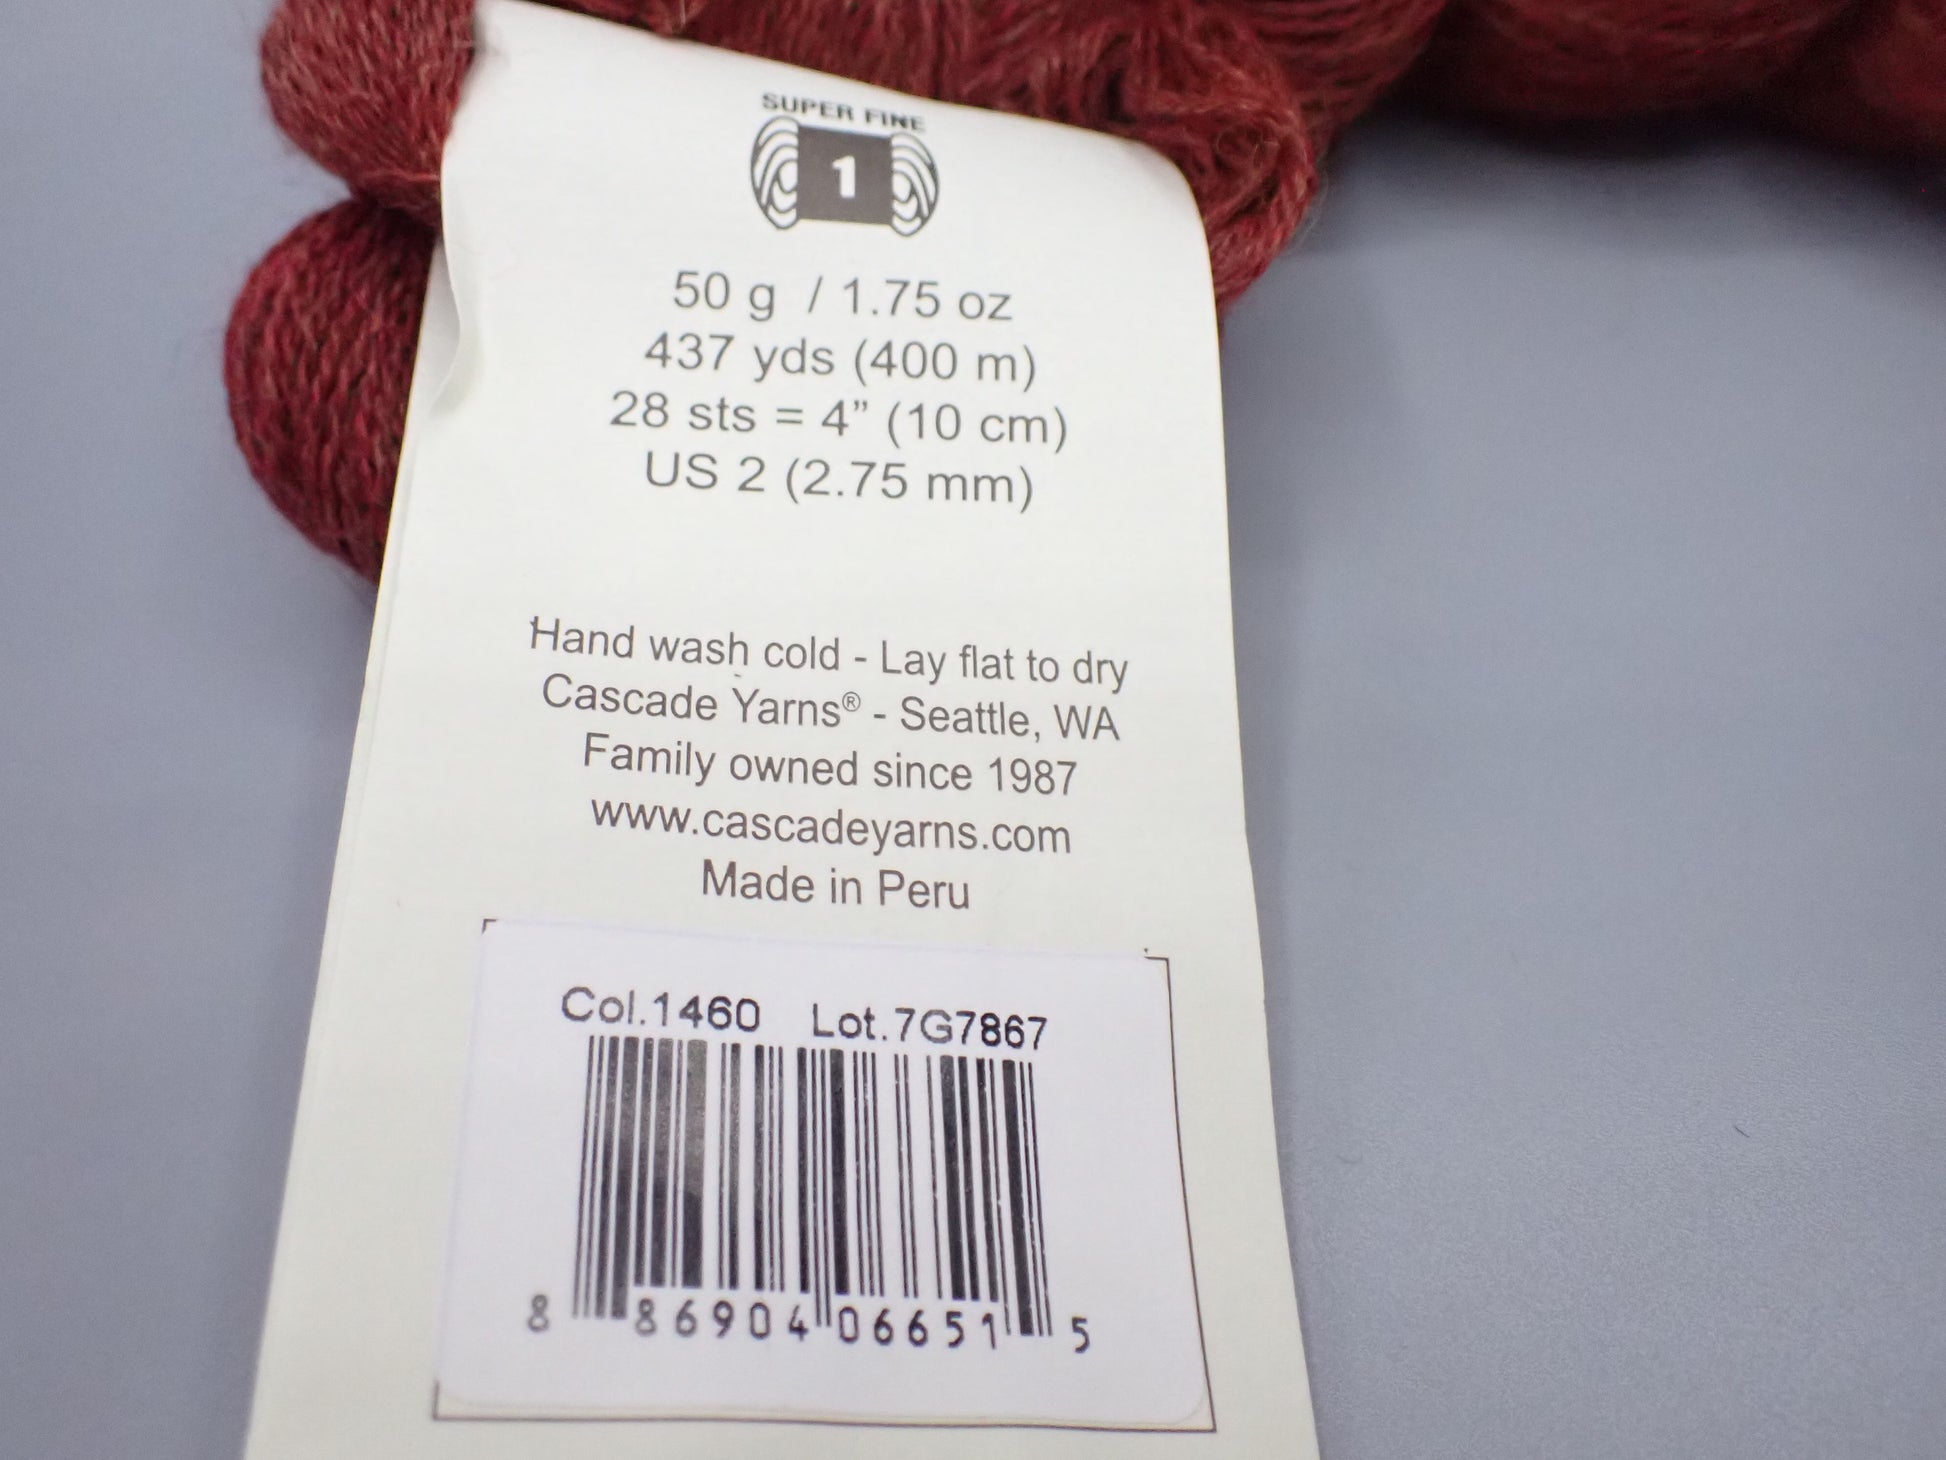 SUPER FINE
1
50 g / 1.75 oz
437 yds (400 m)
28 sts = 4” (10 cm)
US 2 (2.75 mm)
Hand wash cold - Lay flat to dry
Cascade Yarns® - Seattle, WA
Family owned since 1987
www.cascadeyarns.com
Made in Peru
Col.1460 Lot.7G7867
8 86904 06651 5